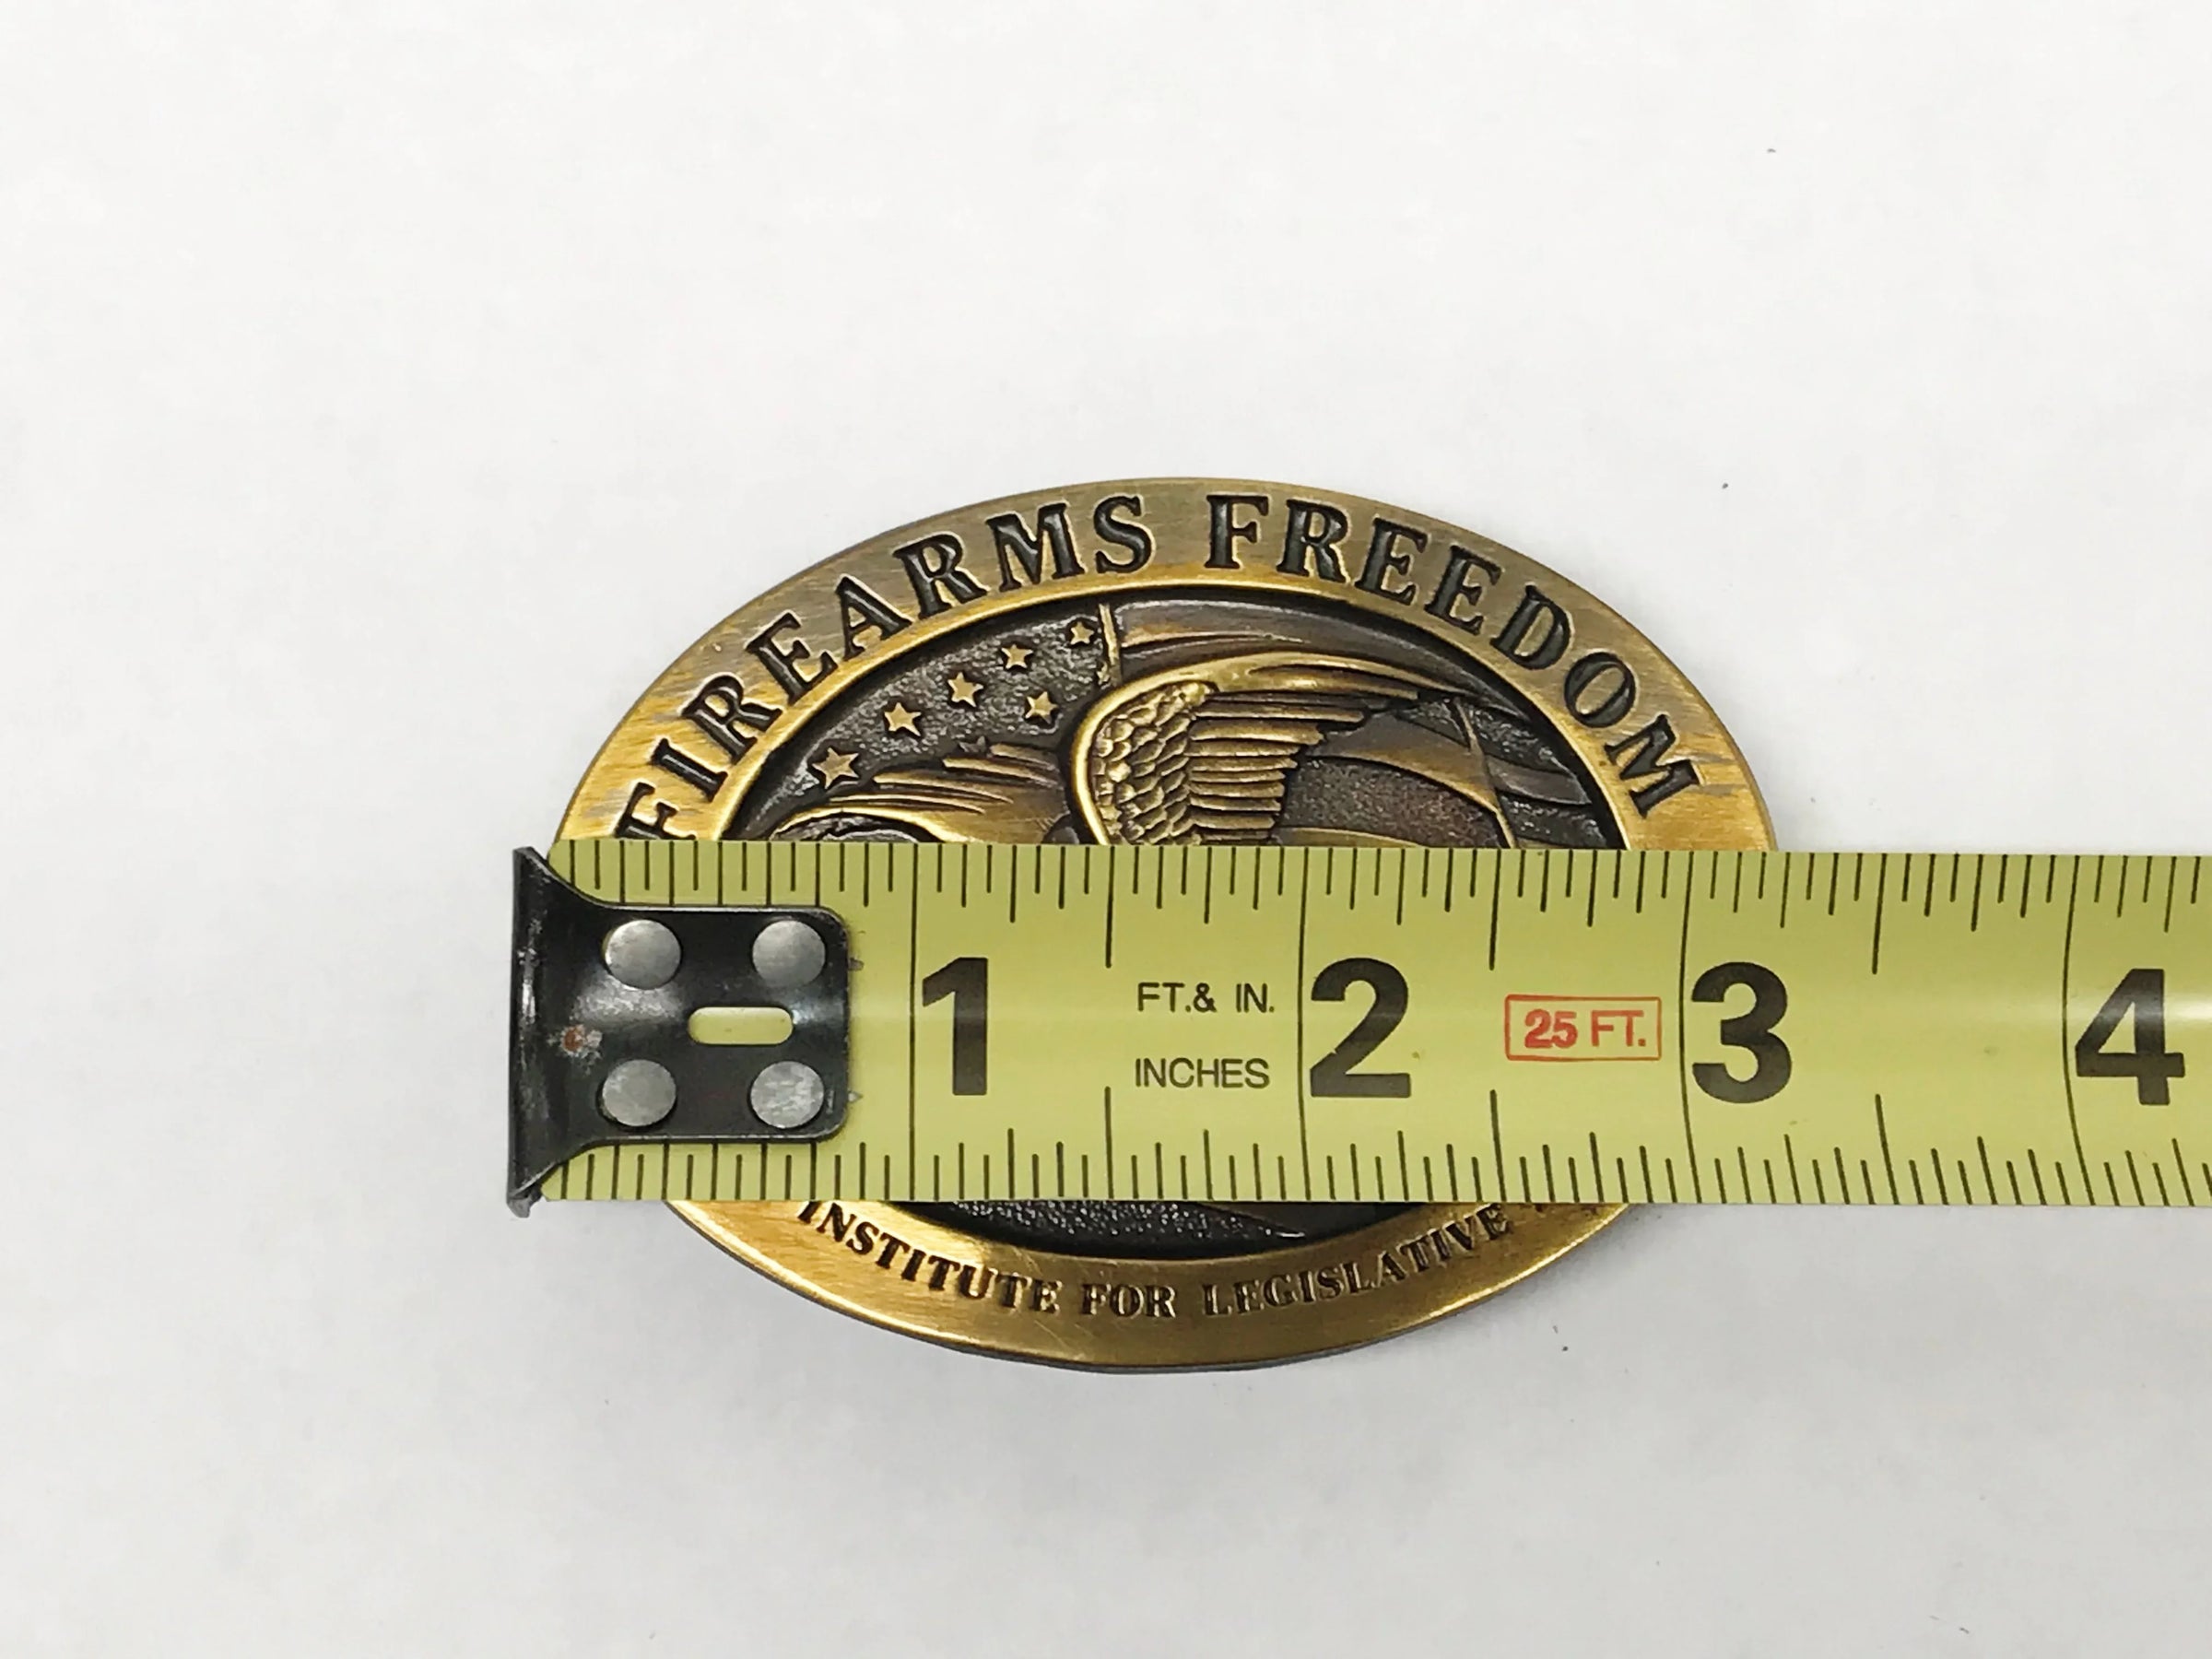 FIREARMS FREEDOM
1 FT.& IN. 2 25 FT. 3 4
INCHES
INSTITUTE FOR LEGISLATIVE